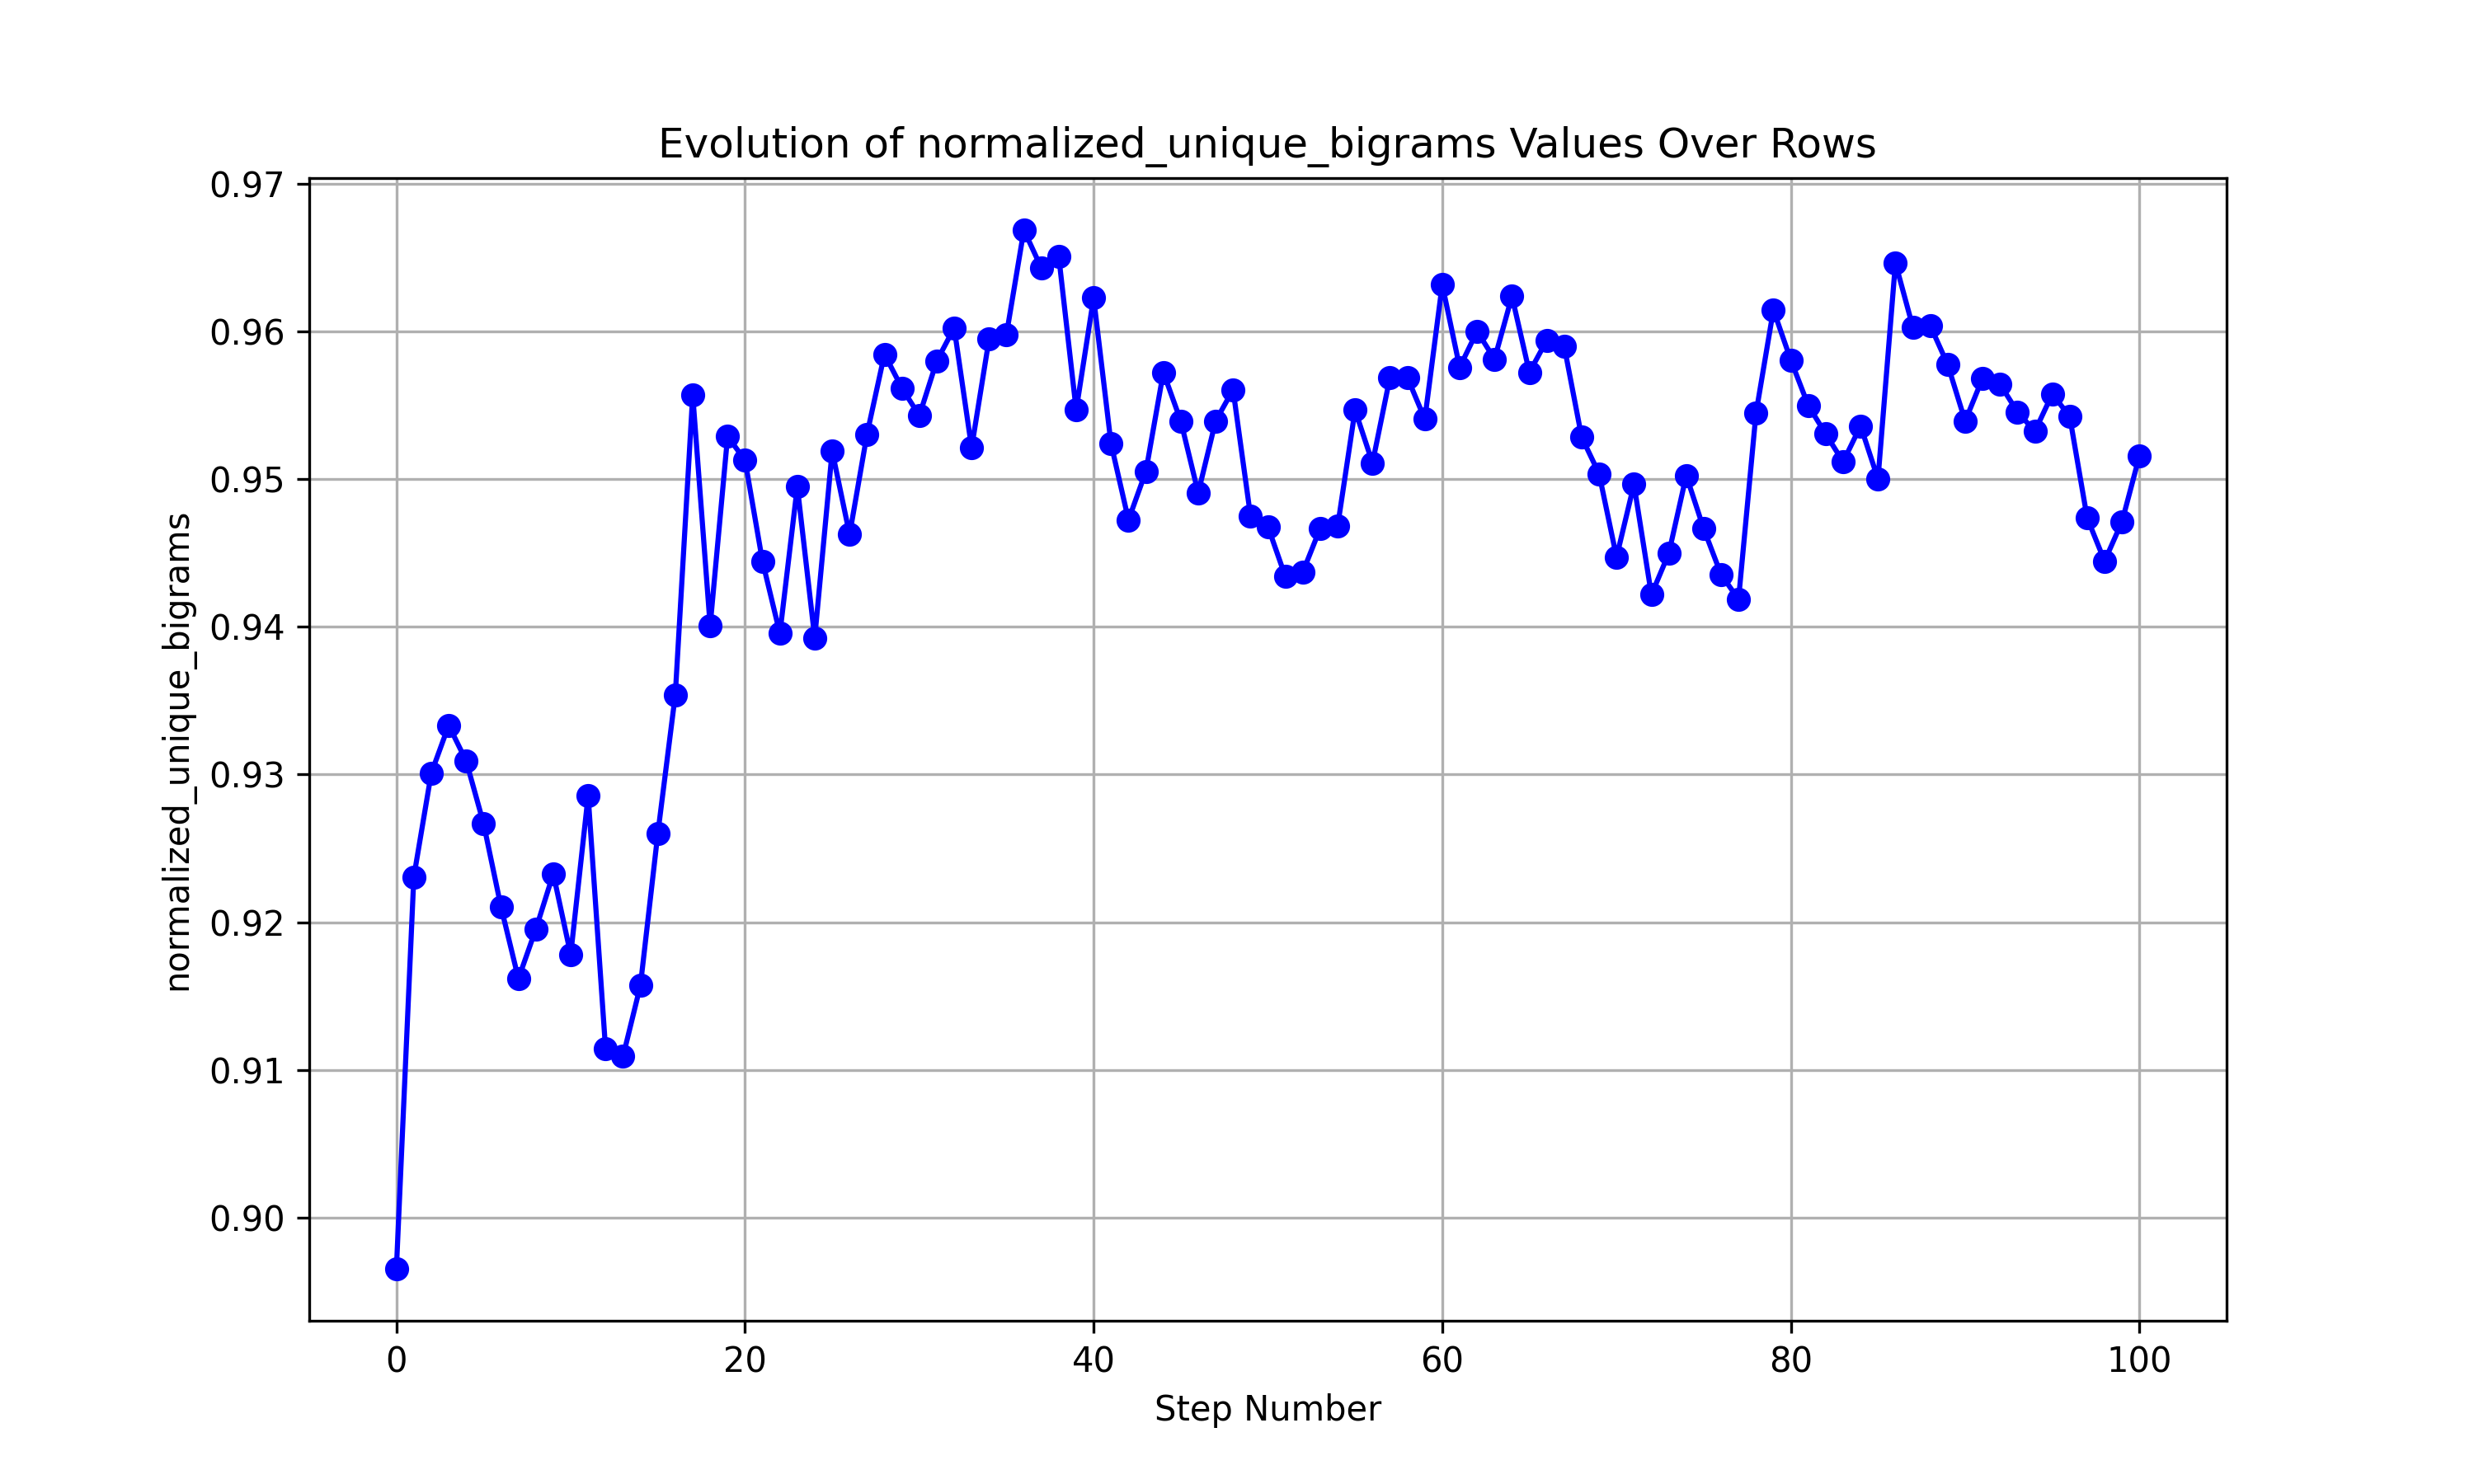 Evolution of normalized_unique_bigrams Values Over Rows
0.97
0.96
0.95
0.94
0.93
0.92
0.91
0.90
normalized_unique_bigrams
0 20 40 60 80 100
Step Number